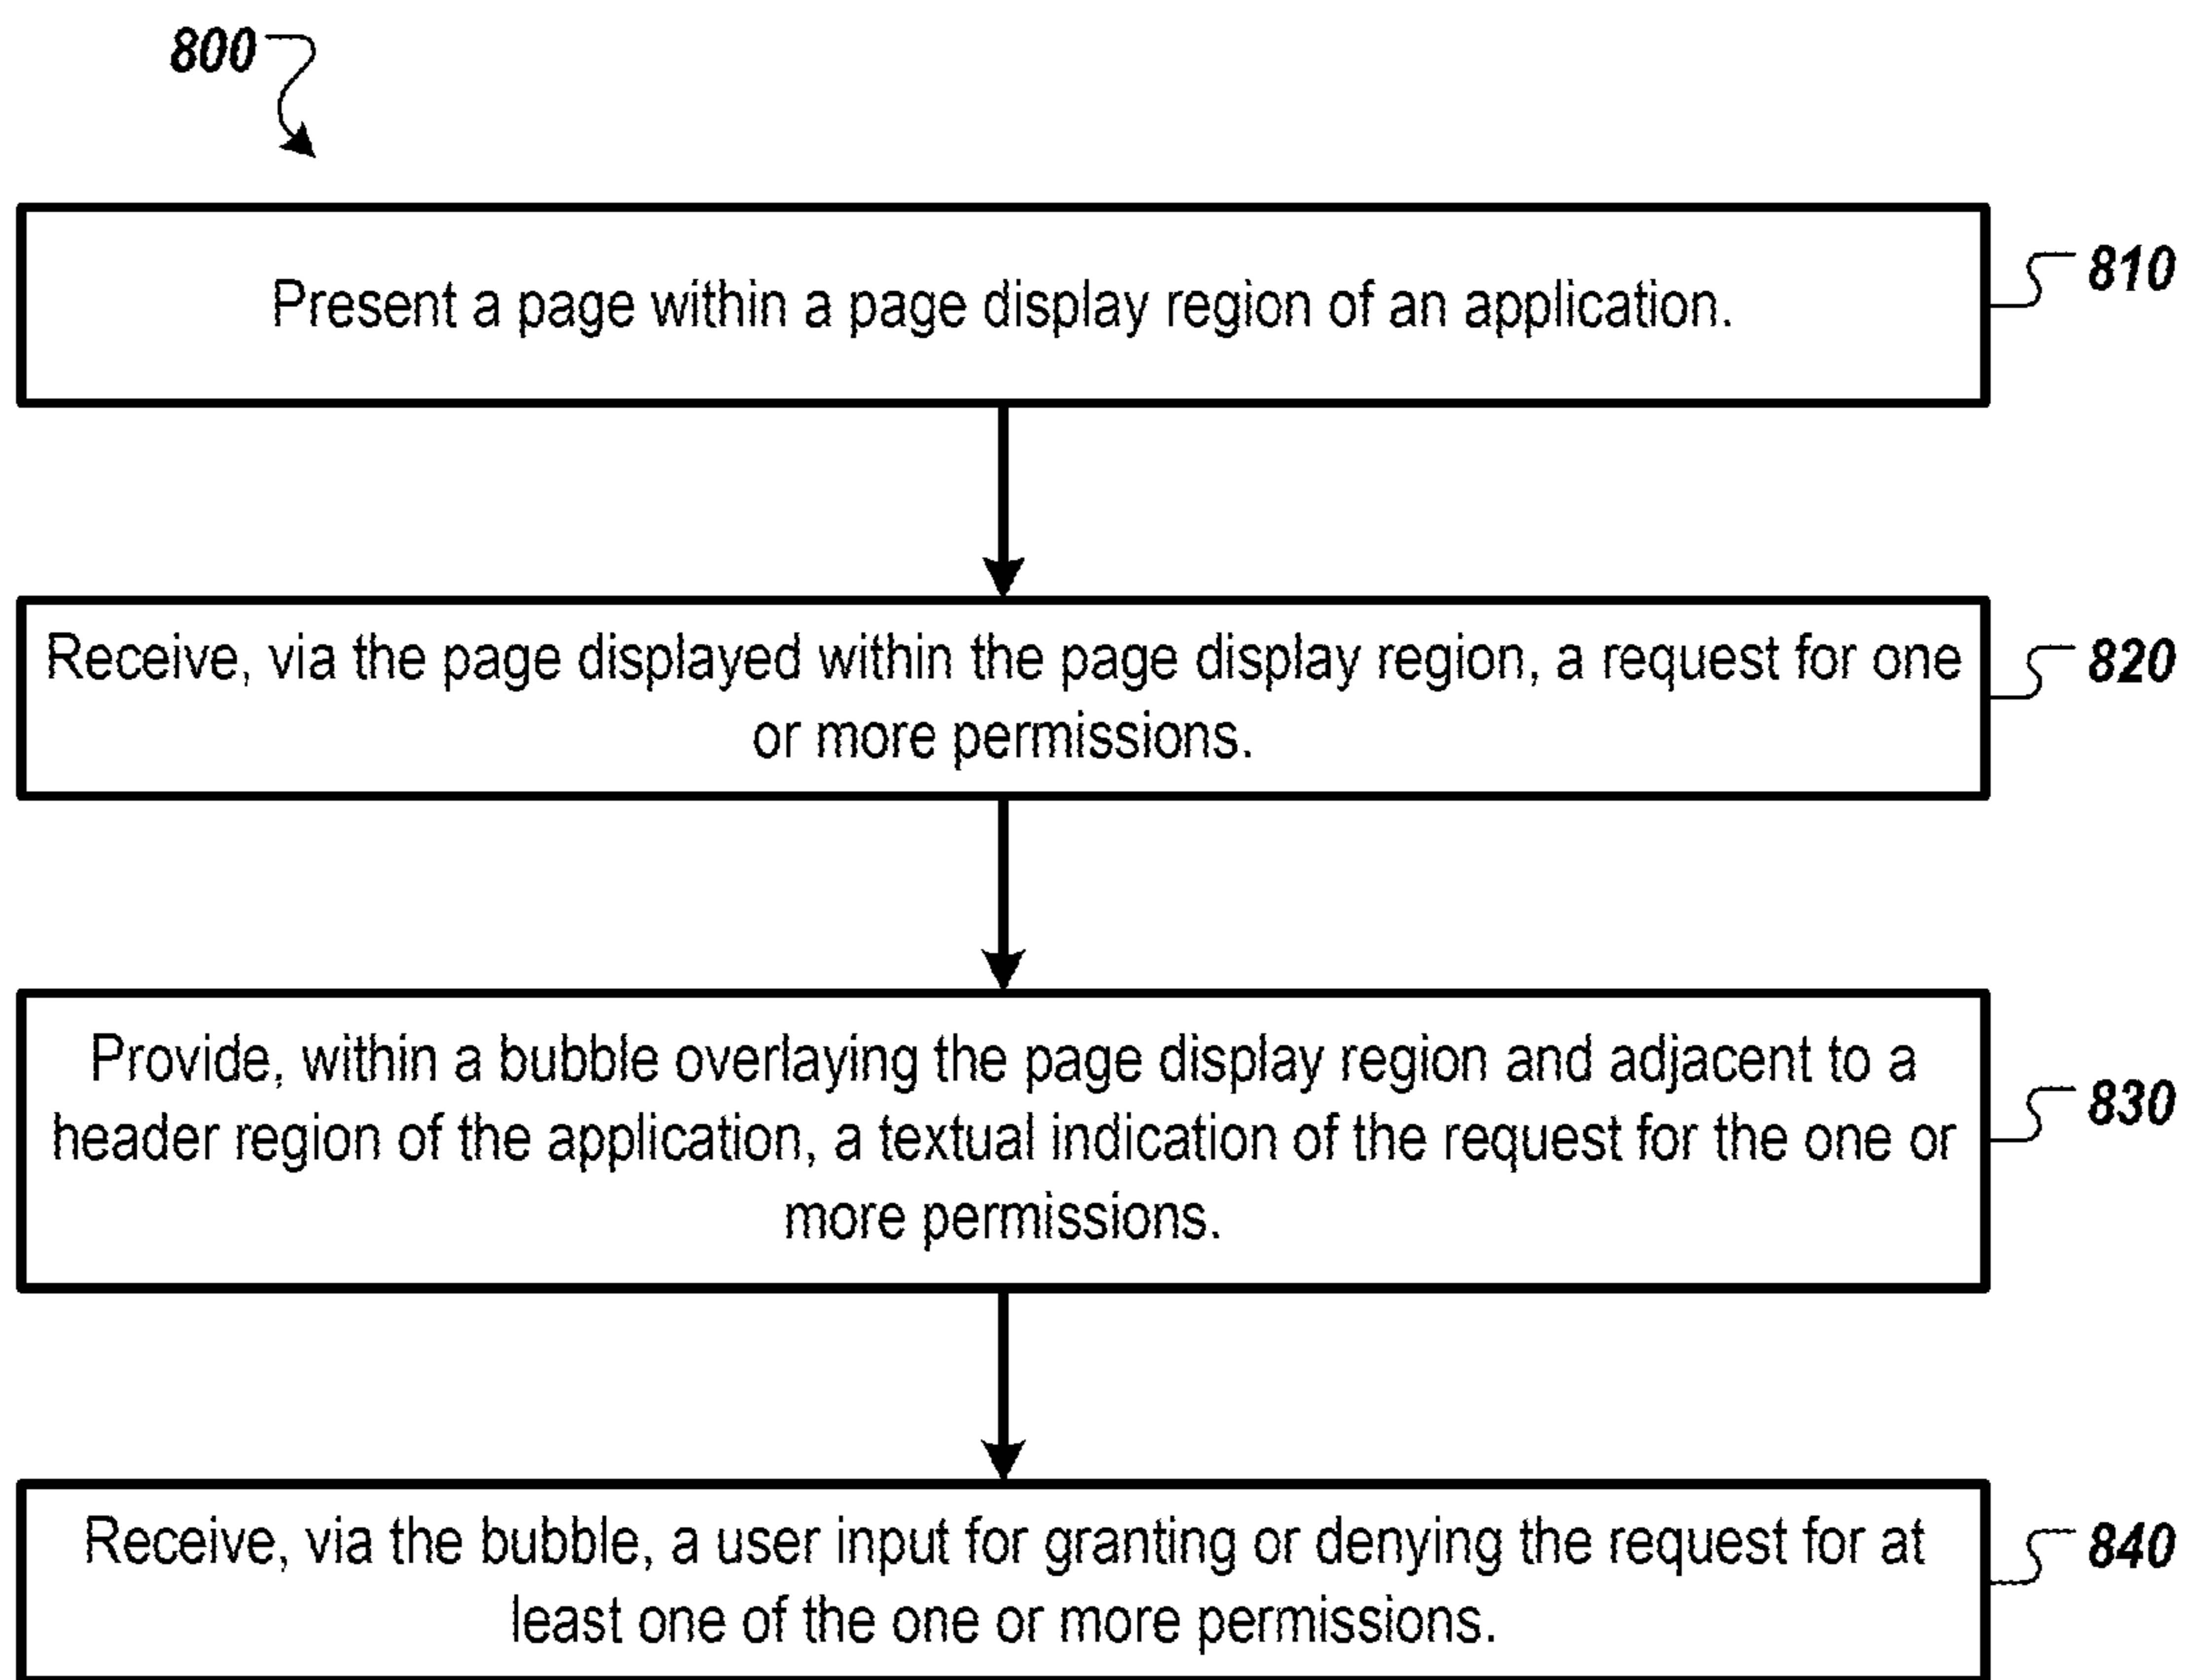 800
Present a page within a page display region of an application.
810
Receive, via the page displayed within the page display region, a request for one
or more permissions.
820
Provide, within a bubble overlaying the page display region and adjacent to a
header region of the application, a textual indication of the request for the one or
more permissions.
830
Receive, via the bubble, a user input for granting or denying the request for at
least one of the one or more permissions.
840